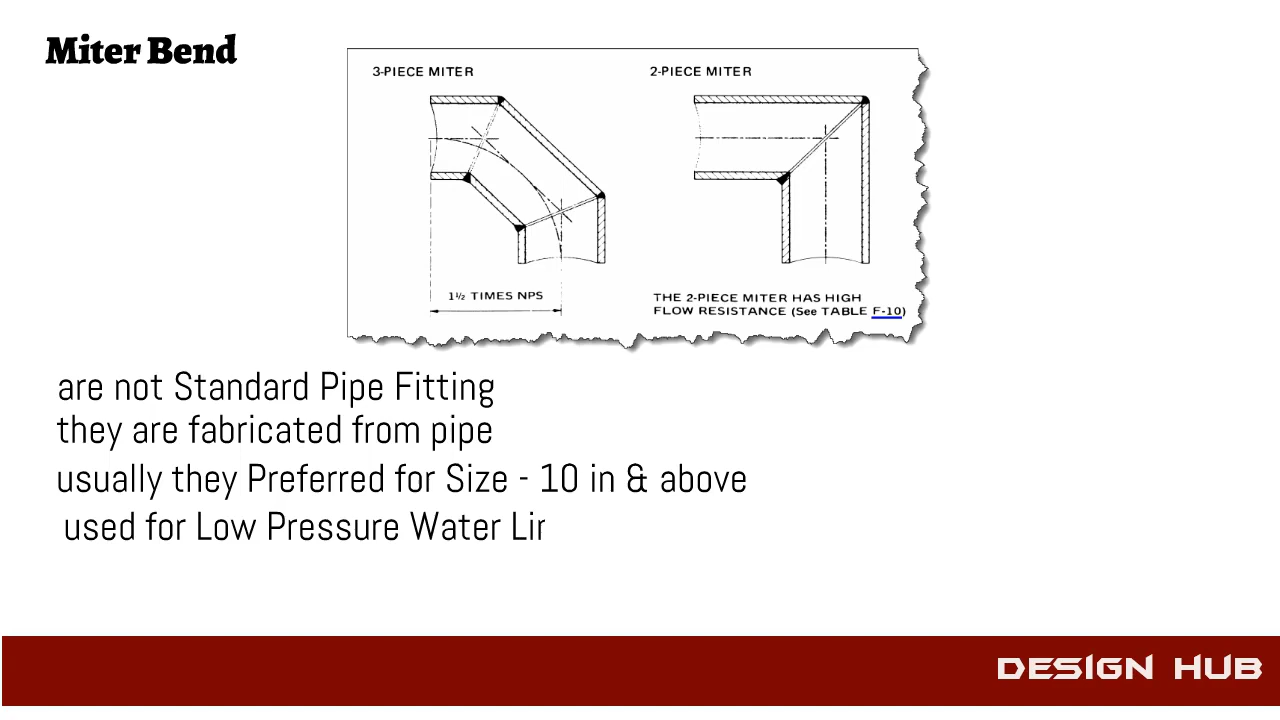 Miter Bend
3-PIECE MITER
2-PIECE MITER
1½ TIMES NPS
THE 2-PIECE MITER HAS HIGH
FLOW RESISTANCE (See TABLE F-10)
are not Standard Pipe Fitting
they are fabricated from pipe
usually they Preferred for Size - 10 in & above
used for Low Pressure Water
DESIGN HUB